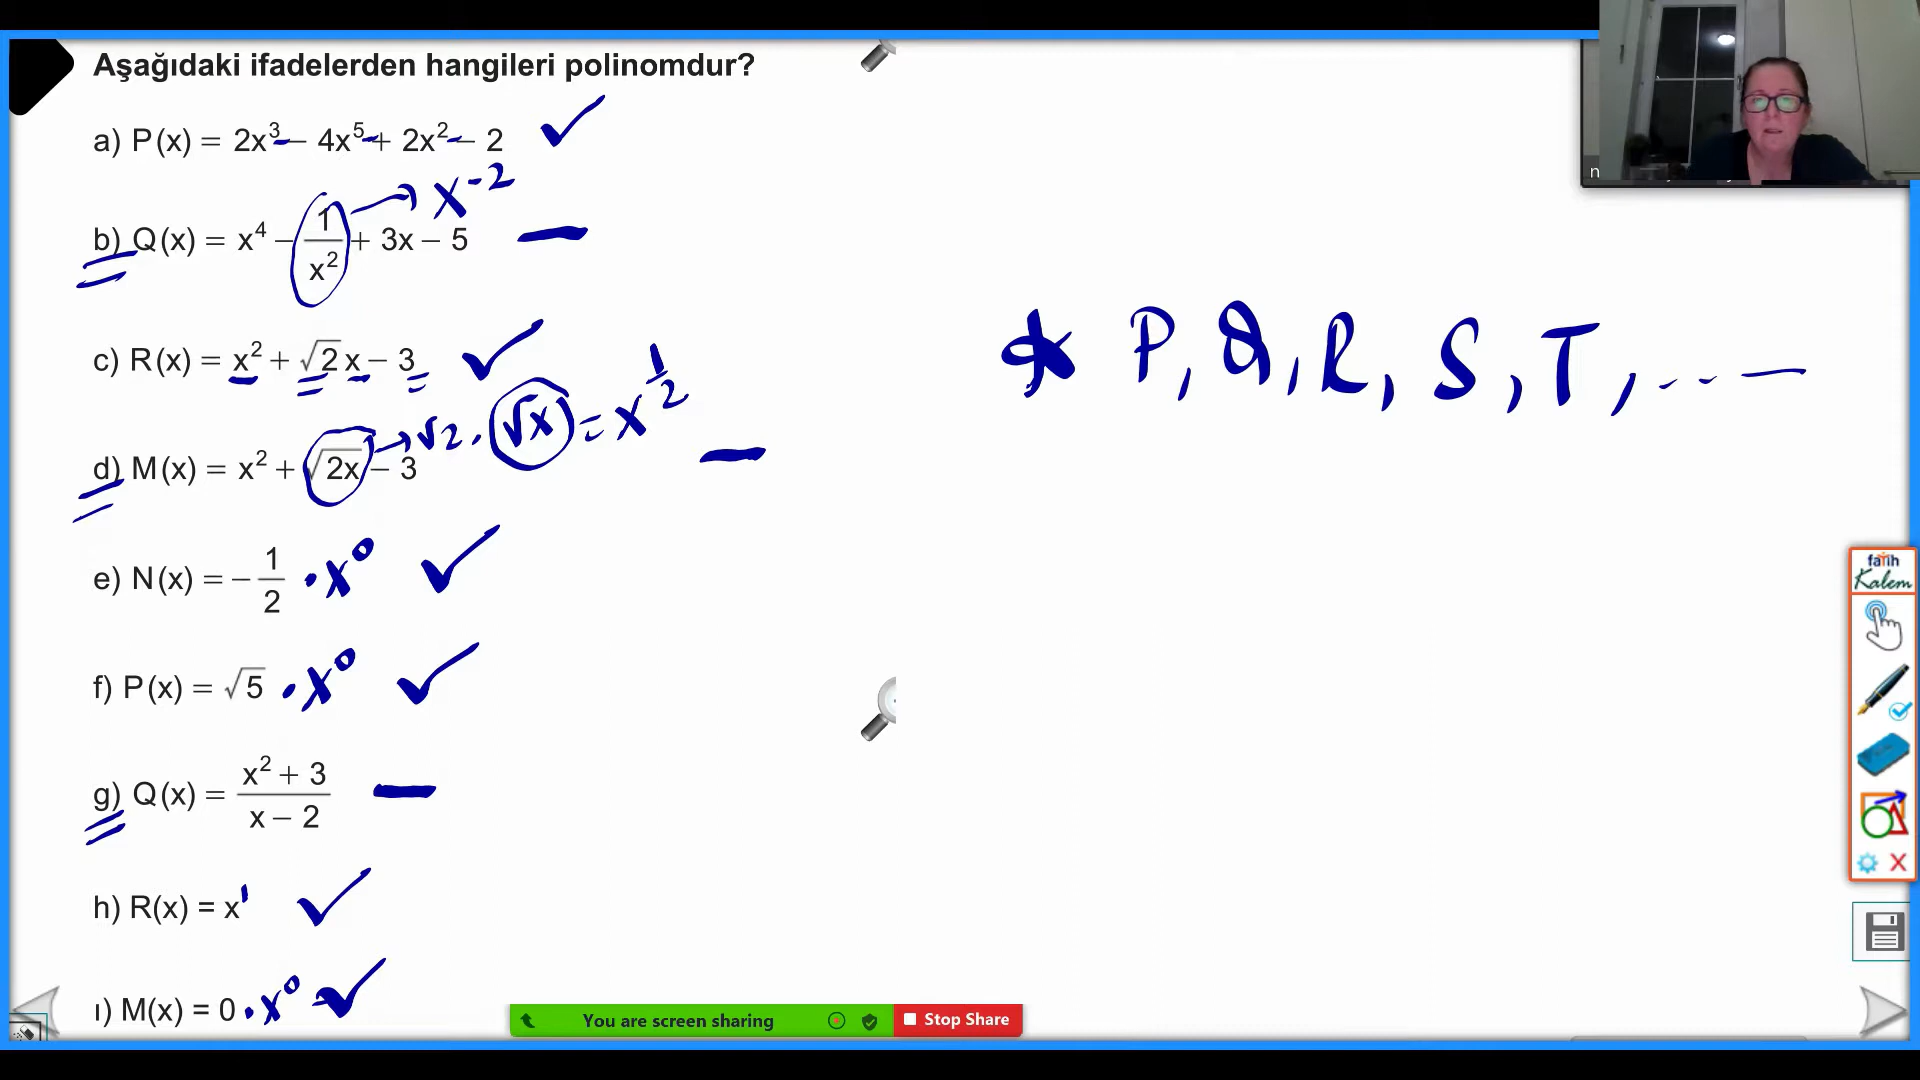 Aşağıdaki ifadelerden hangileri polinomdur?
a) P(x) = 2x³ – 4x⁵ + 2x² – 2 ✓
b) Q(x) = x⁴ – 1/x² + 3x – 5 → x⁻² —
c) R(x) = x² + √2 x – 3 ✓
d) M(x) = x² + √2x – 3 → √2 . √x = x^1/2 —
e) N(x) = – 1/2 • x⁰ ✓
f) P(x) = √5 • x⁰ ✓
g) Q(x) = (x² + 3)/(x – 2) —
h) R(x) = x¹ ✓
ı) M(x) = 0 • x⁰ ✓
* P, Q, R, S, T, ... —
n
fatih
Kalem
You are screen sharing
Stop Share